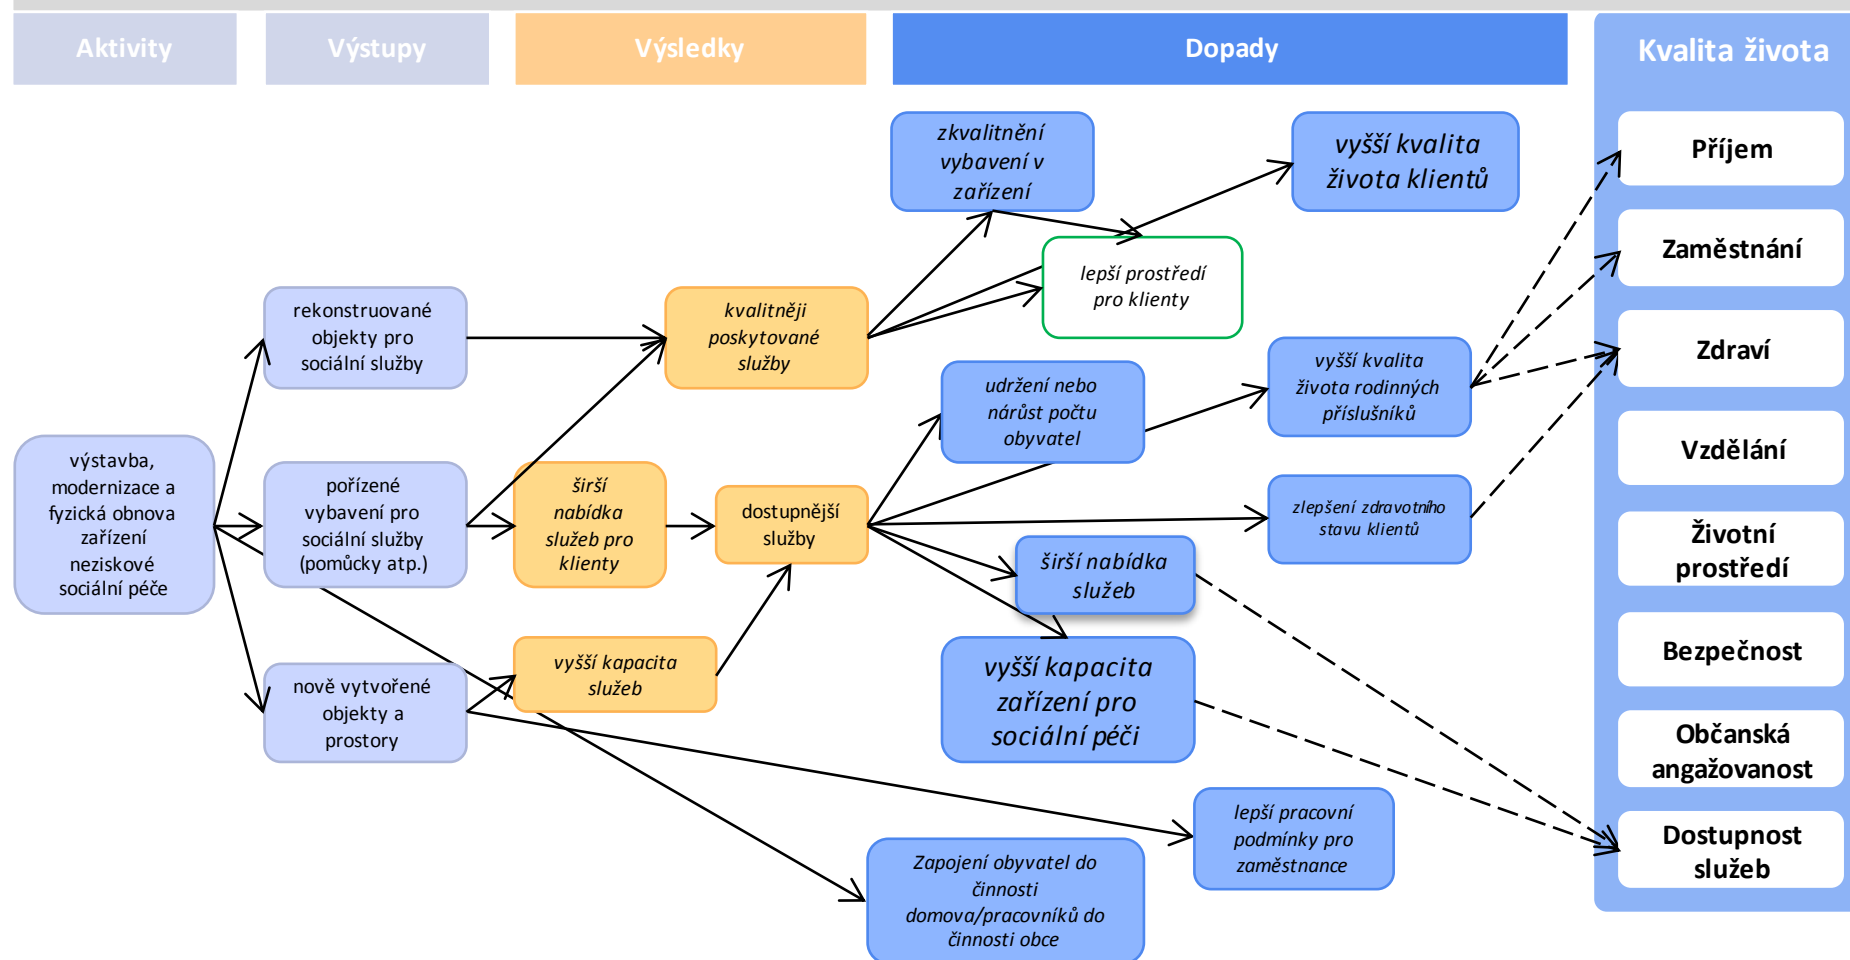 Aktivity
Výstupy
Výsledky
Dopady
Kvalita života
výstavba,
modernizace a
fyzická obnova
zařízení
neziskové
sociální péče
rekonstruované
objekty pro
sociální služby
pořízené
vybavení pro
sociální služby
(pomůcky atp.)
nově vytvořené
objekty a
prostory
kvalitněji
poskytované
služby
širší
nabídka
služeb pro
klienty
vyšší kapacita
služeb
dostupnější
služby
zkvalitnění
vybavení v
zařízení
vyšší kvalita
života klientů
lepší prostředí
pro klienty
udržení nebo
nárůst počtu
obyvatel
vyšší kvalita
života rodinných
příslušníků
zlepšení zdravotního
stavu klientů
širší nabídka
služeb
vyšší kapacita
zařízení pro
sociální péči
lepší pracovní
podmínky pro
zaměstnance
Zapojení obyvatel do
činnosti
domova/pracovníků do
činnosti obce
Příjem
Zaměstnání
Zdraví
Vzdělání
Životní
prostředí
Bezpečnost
Občanská
angažovanost
Dostupnost
služeb